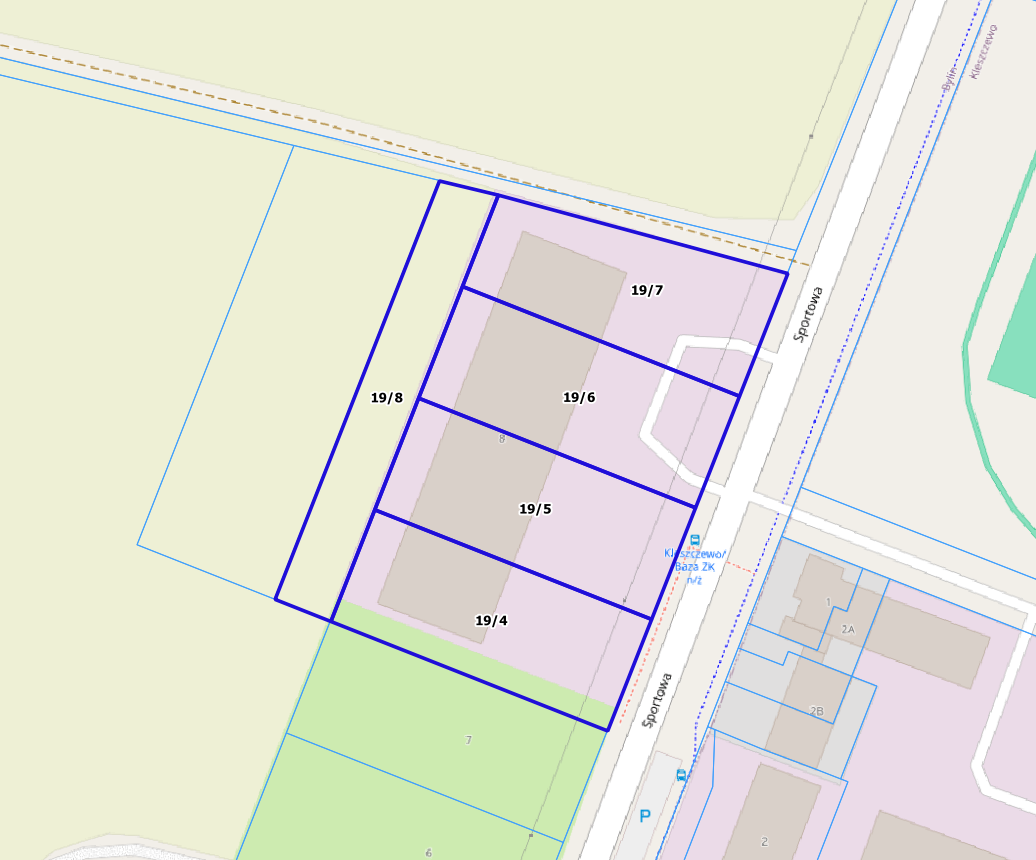 Kleszczewo
Bylin
19/7
Sportowa
19/8
19/6
8
19/5
Kleszczewo/
Baza ZK
n/ż
1
2A
19/4
Sportowa
2B
7
P
2
6